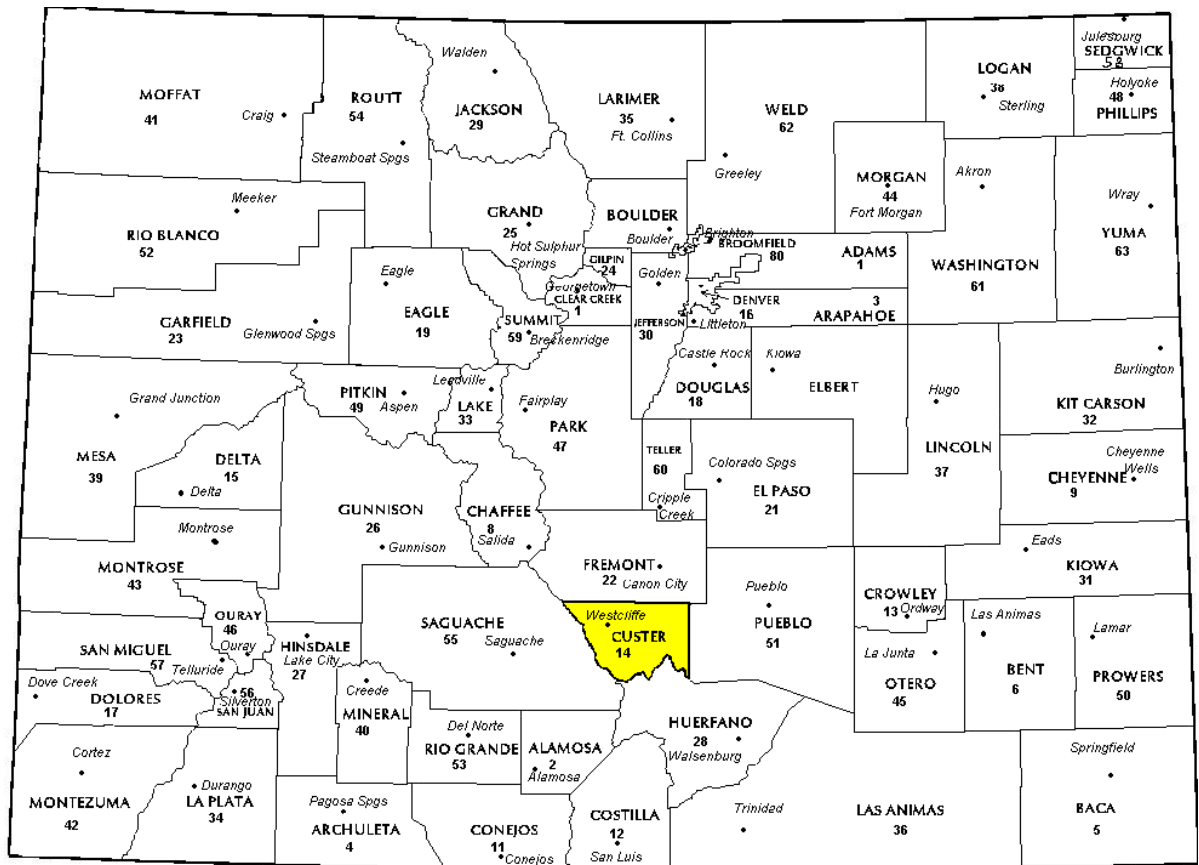 Julesburg
SEDGWICK
58
Walden
LOGAN
38
Sterling
Holyoke
48
PHILLIPS
MOFFAT
41
Craig
ROUTT
54
Steamboat Spgs
JACKSON
29
LARIMER
35
Ft. Collins
WELD
62
Greeley
MORGAN
44
Fort Morgan
Akron
Wray
YUMA
63
Meeker
RIO BLANCO
52
GRAND
25
Hot Sulphur
Springs
BOULDER
Boulder
Brighton
BROOMFIELD
80
ADAMS
1
WASHINGTON
61
GILPIN
24
Golden
Georgetown
CLEAR CREEK
1
Eagle
EAGLE
19
SUMMIT
59
Breckenridge
JEFFERSON
30
DENVER
16
Littleton
3
ARAPAHOE
GARFIELD
23
Glenwood Spgs
Castle Rock
DOUGLAS
18
Kiowa
ELBERT
Hugo
LINCOLN
37
Burlington
KIT CARSON
32
PITKIN
49
Aspen
Leedville
LAKE
33
Fairplay
PARK
47
Grand Junction
MESA
39
DELTA
15
Delta
TELLER
60
Cripple
Creek
Colorado Spgs
EL PASO
21
Cheyenne
Wells
CHEYENNE
9
GUNNISON
26
Gunnison
CHAFFEE
8
Salida
Montrose
MONTROSE
43
FREMONT
22
Canon City
Eads
KIOWA
31
Pueblo
PUEBLO
51
CROWLEY
13
Ordway
OURAY
46
Ouray
HINSDALE
Lake City
27
SAGUACHE
55
Saguache
Westcliffe
CUSTER
14
Las Animas
BENT
6
Lamar
PROWERS
50
La Junta
OTERO
45
SAN MIGUEL
57
Telluride
Dove Creek
DOLORES
17
56
Silverton
SAN JUAN
Creede
MINERAL
40
Del Norte
RIO GRANDE
53
ALAMOSA
2
Alamosa
HUERFANO
28
Walsenburg
Cortez
MONTEZUMA
42
Durango
LA PLATA
34
Pagosa Spgs
ARCHULETA
4
CONEJOS
11
Conejos
COSTILLA
12
San Luis
Trinidad
LAS ANIMAS
36
Springfield
BACA
5